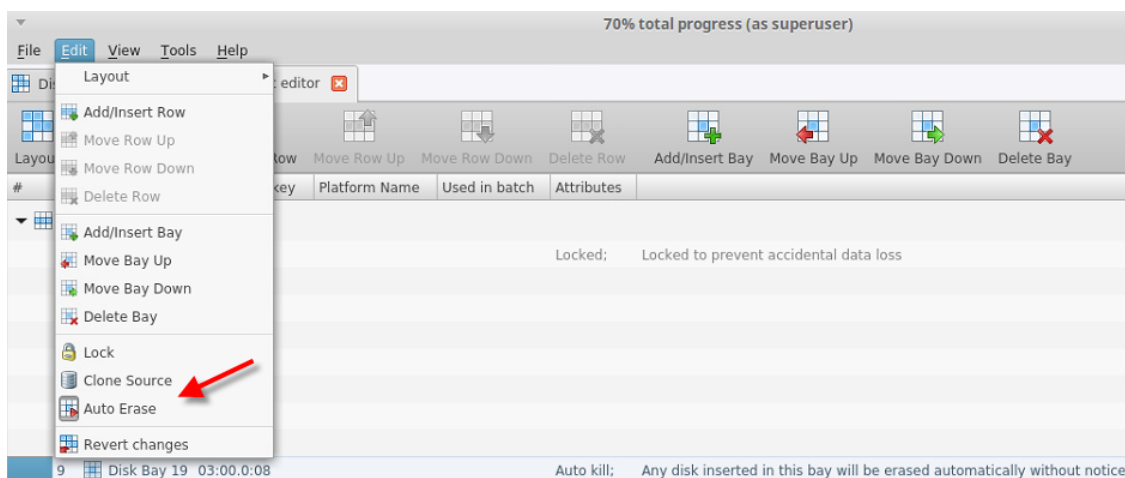 70% total progress (as superuser)
File Edit View Tools Help
Layout
editor
Add/Insert Row
Move Row Up
Move Row Down
Delete Row
Add/Insert Bay
Move Bay Up
Move Bay Down
Delete Bay
Lock
Clone Source
Auto Erase
Revert changes
Move Row Up Move Row Down Delete Row Add/Insert Bay Move Bay Up Move Bay Down Delete Bay
# Platform Name Used in batch Attributes
Locked; Locked to prevent accidental data loss
9 Disk Bay 19 03:00.0:08 Auto kill; Any disk inserted in this bay will be erased automatically without notice